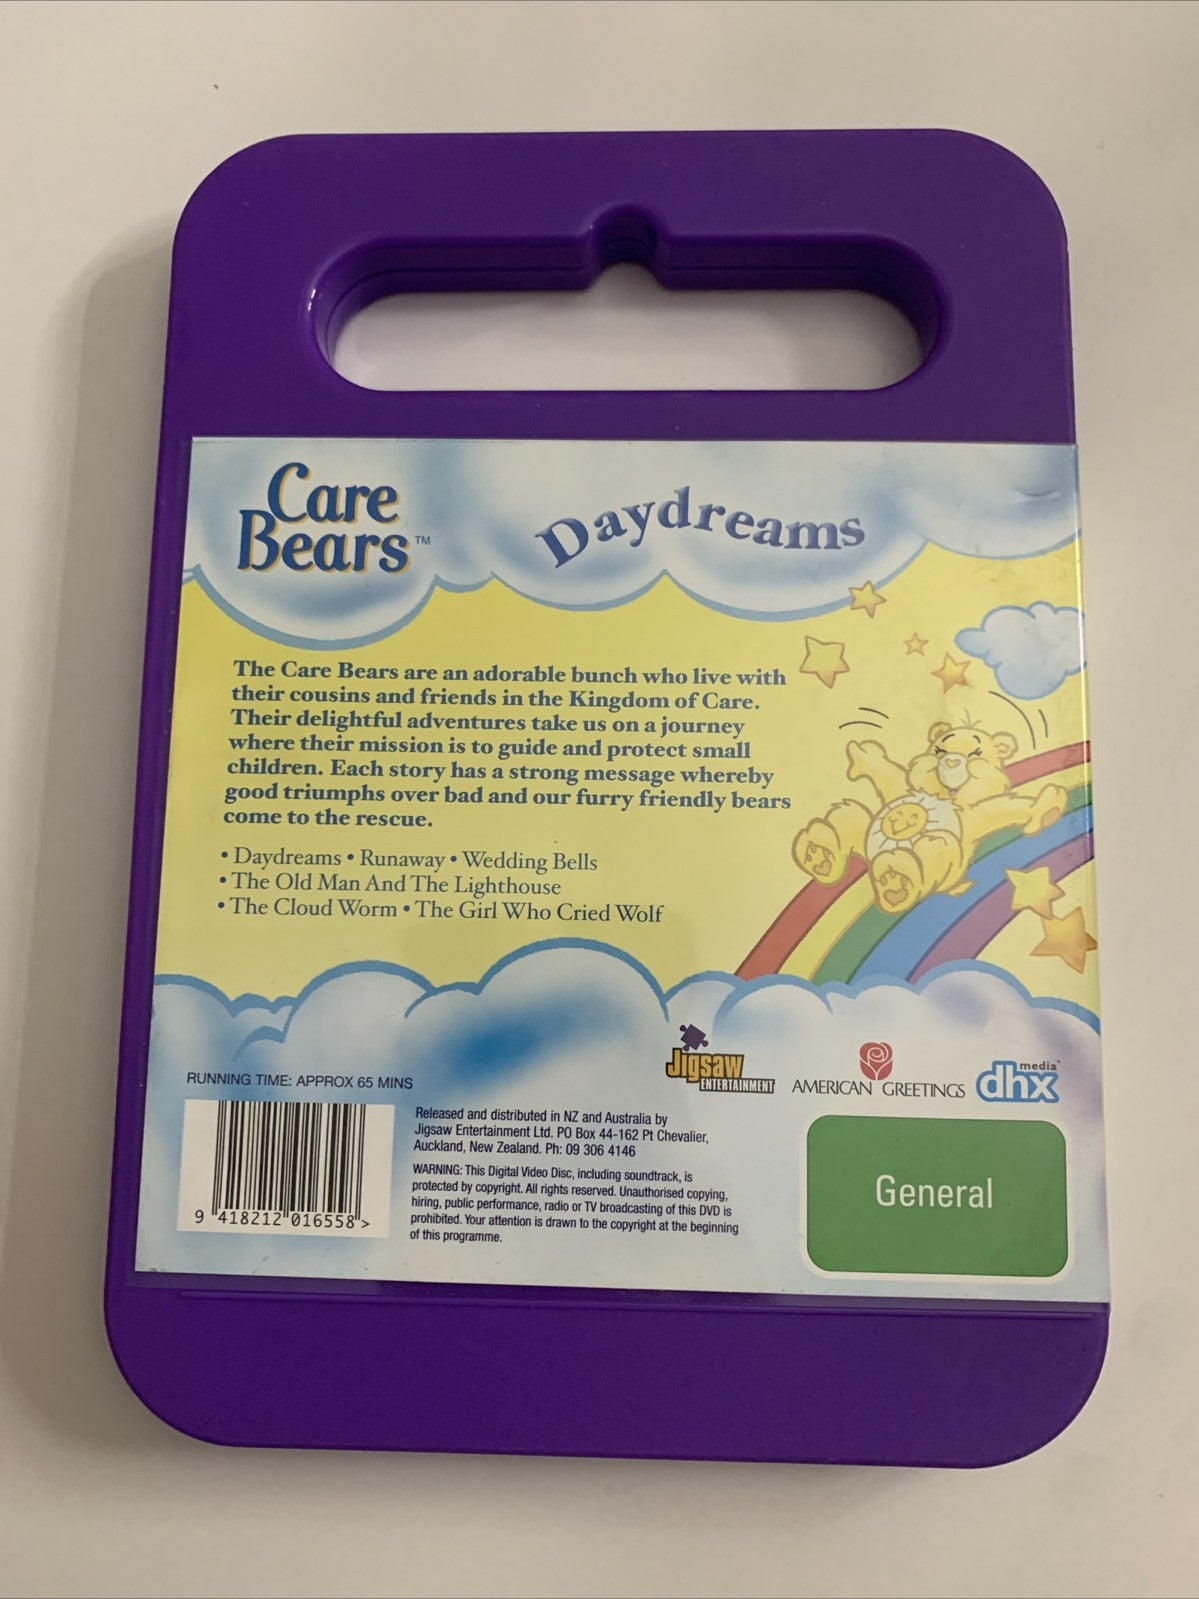 Care
Bears™
Daydreams
The Care Bears are an adorable bunch who live with
their cousins and friends in the Kingdom of Care.
Their delightful adventures take us on a journey
where their mission is to guide and protect small
children. Each story has a strong message whereby
good triumphs over bad and our furry friendly bears
come to the rescue.
• Daydreams • Runaway • Wedding Bells
• The Old Man And The Lighthouse
• The Cloud Worm • The Girl Who Cried Wolf
Jigsaw
ENTERTAINMENT
AMERICAN GREETINGS
media
dhx
RUNNING TIME: APPROX 65 MINS
9 418212 016558 >
Released and distributed in NZ and Australia by
Jigsaw Entertainment Ltd. PO Box 44-162 Pt Chevalier,
Auckland, New Zealand. Ph: 09 306 4146
WARNING: This Digital Video Disc, including soundtrack, is
protected by copyright. All rights reserved. Unauthorised copying,
hiring, public performance, radio or TV broadcasting of this DVD is
prohibited. Your attention is drawn to the copyright at the beginning
of this programme.
General